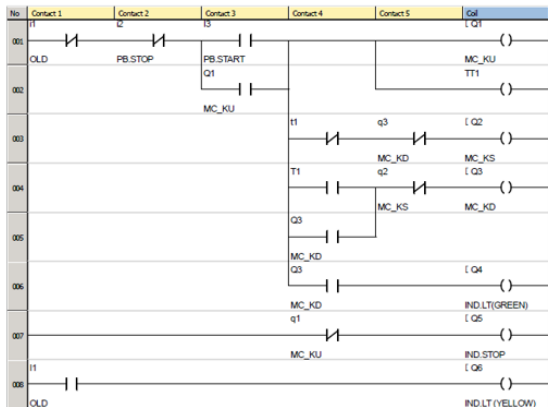 No Contact 1 Contact 2 Contact 3 Contact 4 Contact 5 Coil
i1 i2 I3 [ Q1
001
OLD PB.STOP PB.START MC_KU
Q1 TT1
002
MC_KU
t1 q3 [ Q2
003
MC_KD MC_KS
T1 q2 [ Q3
004
MC_KS MC_KD
Q3
005
MC_KD
Q3 [ Q4
006
MC_KD IND.LT(GREEN)
q1 [ Q5
007
MC_KU IND.STOP
I1 [ Q6
008
OLD IND.LT (YELLOW)